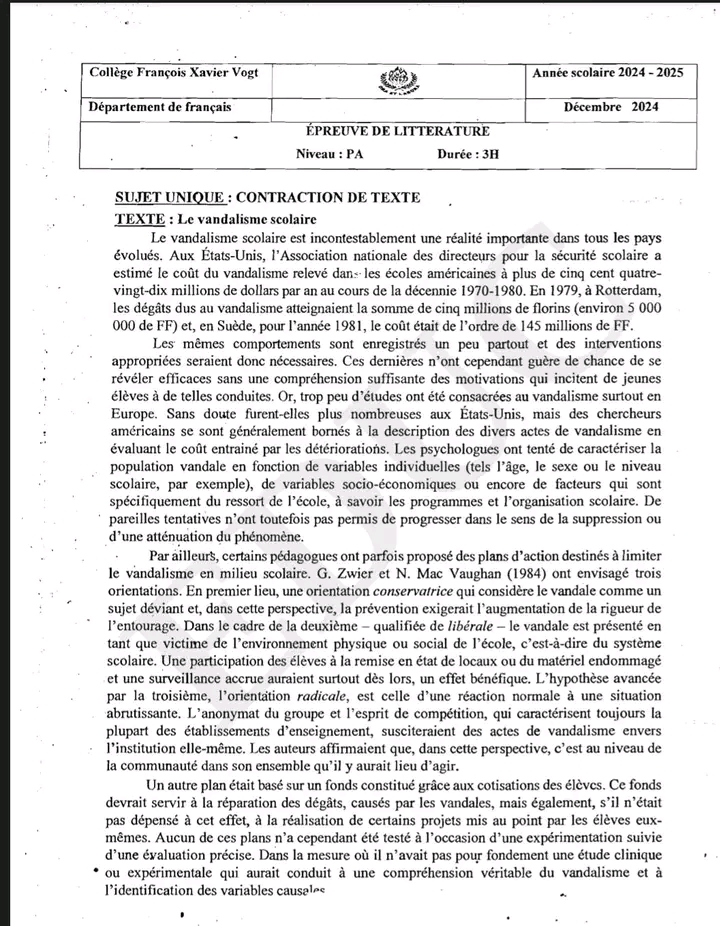 Collège François Xavier Vogt
Année scolaire 2024 - 2025
Département de français
Décembre 2024
ÉPREUVE DE LITTERATURE
Niveau : PA Durée : 3H
SUJET UNIQUE : CONTRACTION DE TEXTE
TEXTE : Le vandalisme scolaire
Le vandalisme scolaire est incontestablement une réalité importante dans tous les pays
évolués. Aux États-Unis, l'Association nationale des directeurs pour la sécurité scolaire a
estimé le coût du vandalisme relevé dans les écoles américaines à plus de cinq cent quatre-
vingt-dix millions de dollars par an au cours de la décennie 1970-1980. En 1979, à Rotterdam,
les dégâts dus au vandalisme atteignaient la somme de cinq millions de florins (environ 5 000
000 de FF) et, en Suède, pour l'année 1981, le coût était de l'ordre de 145 millions de FF.
Les mêmes comportements sont enregistrés un peu partout et des interventions
appropriées seraient donc nécessaires. Ces dernières n'ont cependant guère de chance de se
révéler efficaces sans une compréhension suffisante des motivations qui incitent de jeunes
élèves à de telles conduites. Or, trop peu d'études ont été consacrées au vandalisme surtout en
Europe. Sans doute furent-elles plus nombreuses aux États-Unis, mais des chercheurs
américains se sont généralement bornés à la description des divers actes de vandalisme en
évaluant le coût entrainé par les détériorations. Les psychologues ont tenté de caractériser la
population vandale en fonction de variables individuelles (tels l'âge, le sexe ou le niveau
scolaire, par exemple), de variables socio-économiques ou encore de facteurs qui sont
spécifiquement du ressort de l'école, à savoir les programmes et l'organisation scolaire. De
pareilles tentatives n'ont toutefois pas permis de progresser dans le sens de la suppression ou
d'une atténuation du phénomène.
Par ailleurs, certains pédagogues ont parfois proposé des plans d'action destinés à limiter
le vandalisme en milieu scolaire. G. Zwier et N. Mac Vaughan (1984) ont envisagé trois
orientations. En premier lieu, une orientation conservatrice qui considère le vandale comme un
sujet déviant et, dans cette perspective, la prévention exigerait l'augmentation de la rigueur de
l'entourage. Dans le cadre de la deuxième – qualifiée de libérale – le vandale est présenté en
tant que victime de l'environnement physique ou social de l'école, c'est-à-dire du système
scolaire. Une participation des élèves à la remise en état de locaux ou du matériel endommagé
et une surveillance accrue auraient surtout dès lors, un effet bénéfique. L'hypothèse avancée
par la troisième, l'orientation radicale, est celle d'une réaction normale à une situation
abrutissante. L'anonymat du groupe et l'esprit de compétition, qui caractérisent toujours la
plupart des établissements d'enseignement, susciteraient des actes de vandalisme envers
l'institution elle-même. Les auteurs affirmaient que, dans cette perspective, c'est au niveau de
la communauté dans son ensemble qu'il y aurait lieu d'agir.
Un autre plan était basé sur un fonds constitué grâce aux cotisations des élèves. Ce fonds
devrait servir à la réparation des dégâts, causés par les vandales, mais également, s'il n'était
pas dépensé à cet effet, à la réalisation de certains projets mis au point par les élèves eux-
mêmes. Aucun de ces plans n'a cependant été testé à l'occasion d'une expérimentation suivie
d'une évaluation précise. Dans la mesure où il n'avait pas pour fondement une étude clinique
ou expérimentale qui aurait conduit à une compréhension véritable du vandalisme et à
l'identification des variables causales